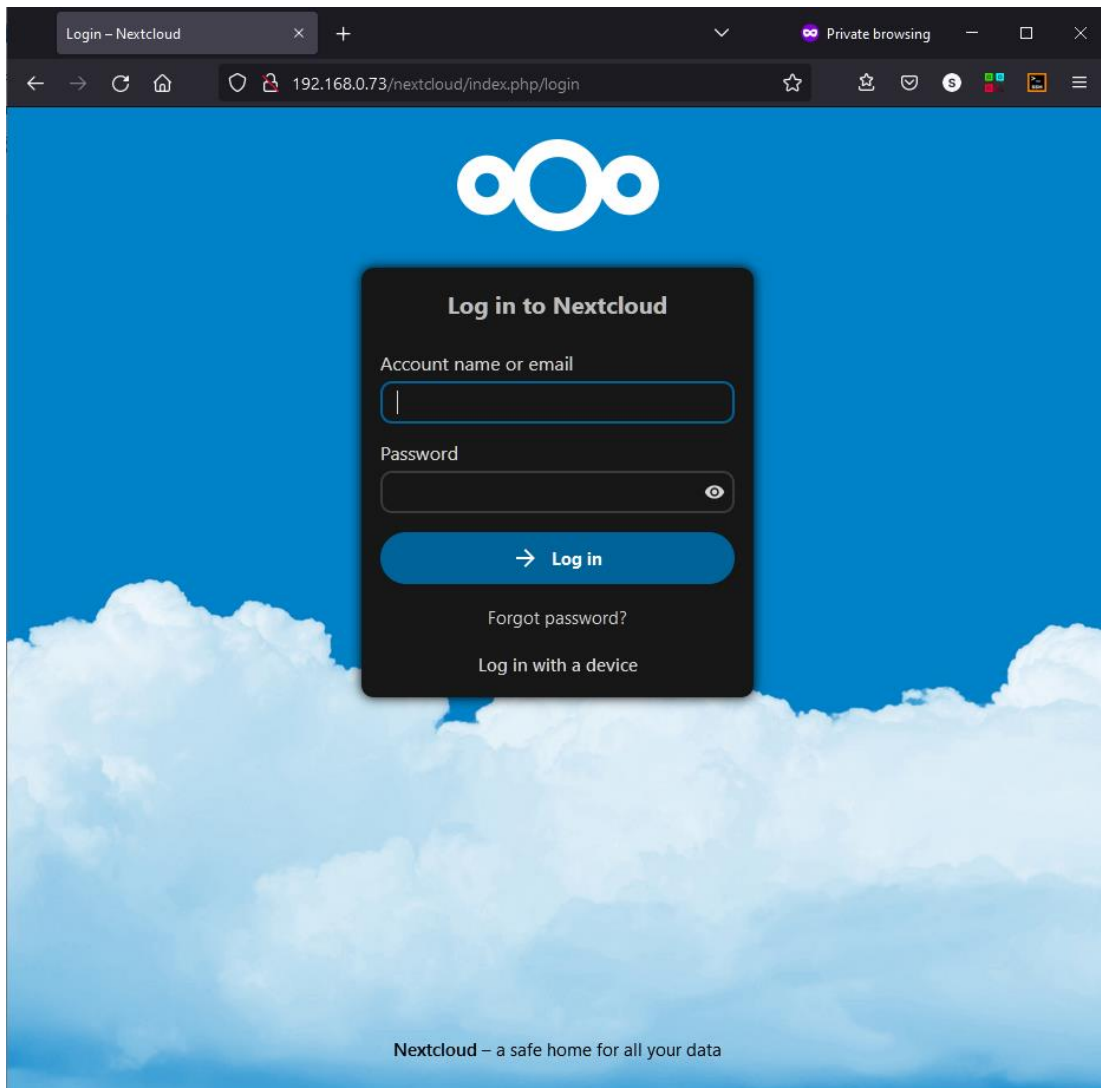 Login – Nextcloud
Private browsing
192.168.0.73/nextcloud/index.php/login
S
Log in to Nextcloud
Account name or email
Password
Log in
Forgot password?
Log in with a device
Nextcloud – a safe home for all your data